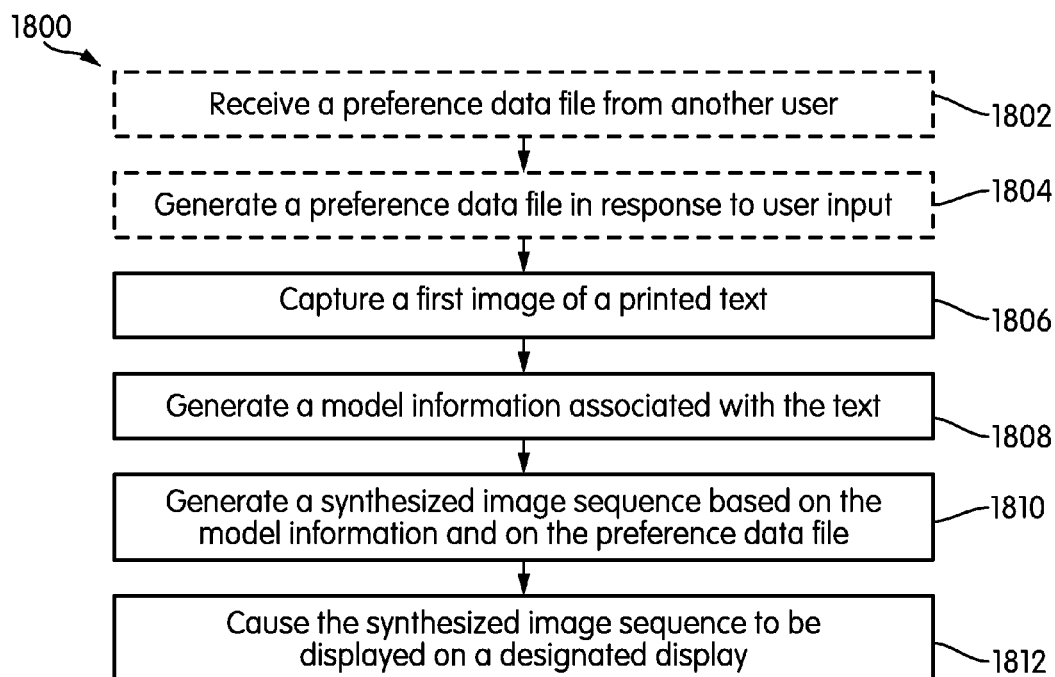 1800
Receive a preference data file from another user
1802
Generate a preference data file in response to user input
1804
Capture a first image of a printed text
1806
Generate a model information associated with the text
1808
Generate a synthesized image sequence based on the
model information and on the preference data file
1810
Cause the synthesized image sequence to be
displayed on a designated display
1812